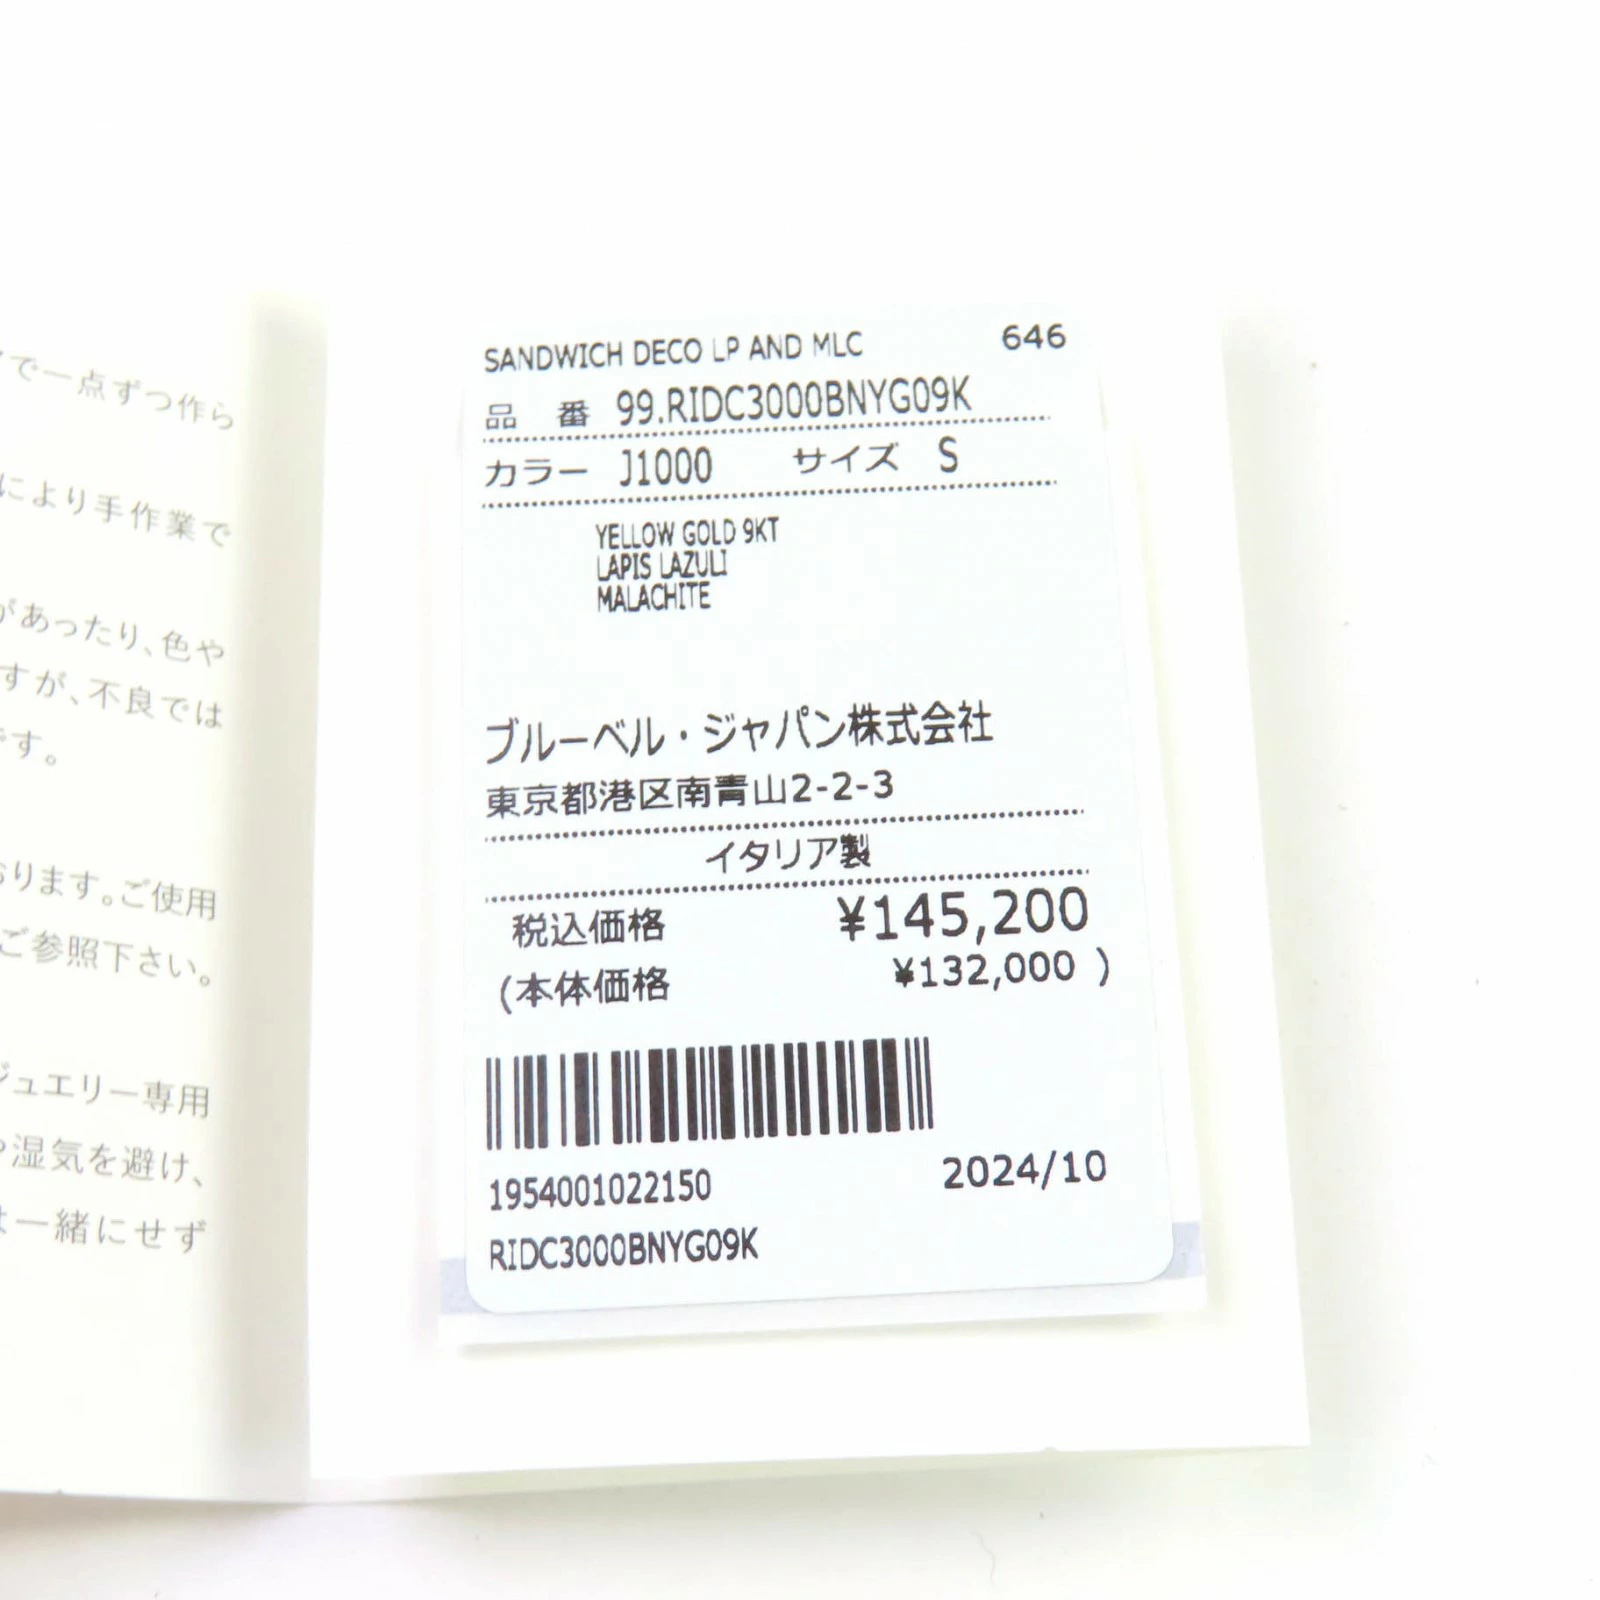 で一点ずつ作ら
により手作業で
があったり、色や
すが、不良では
です。
おります。ご使用
ご参照下さい。
ジュエリー専用
や湿気を避け、
は一緒にせず
SANDWICH DECO LP AND MLC 646
品 番 99.RIDC3000BNYG09K
カラー J1000 サイズ S
YELLOW GOLD 9KT
LAPIS LAZULI
MALACHITE
ブルーベル・ジャパン株式会社
東京都港区南青山2-2-3
イタリア製
税込価格 ¥145,200
(本体価格 ¥132,000 )
1954001022150 2024/10
RIDC3000BNYG09K